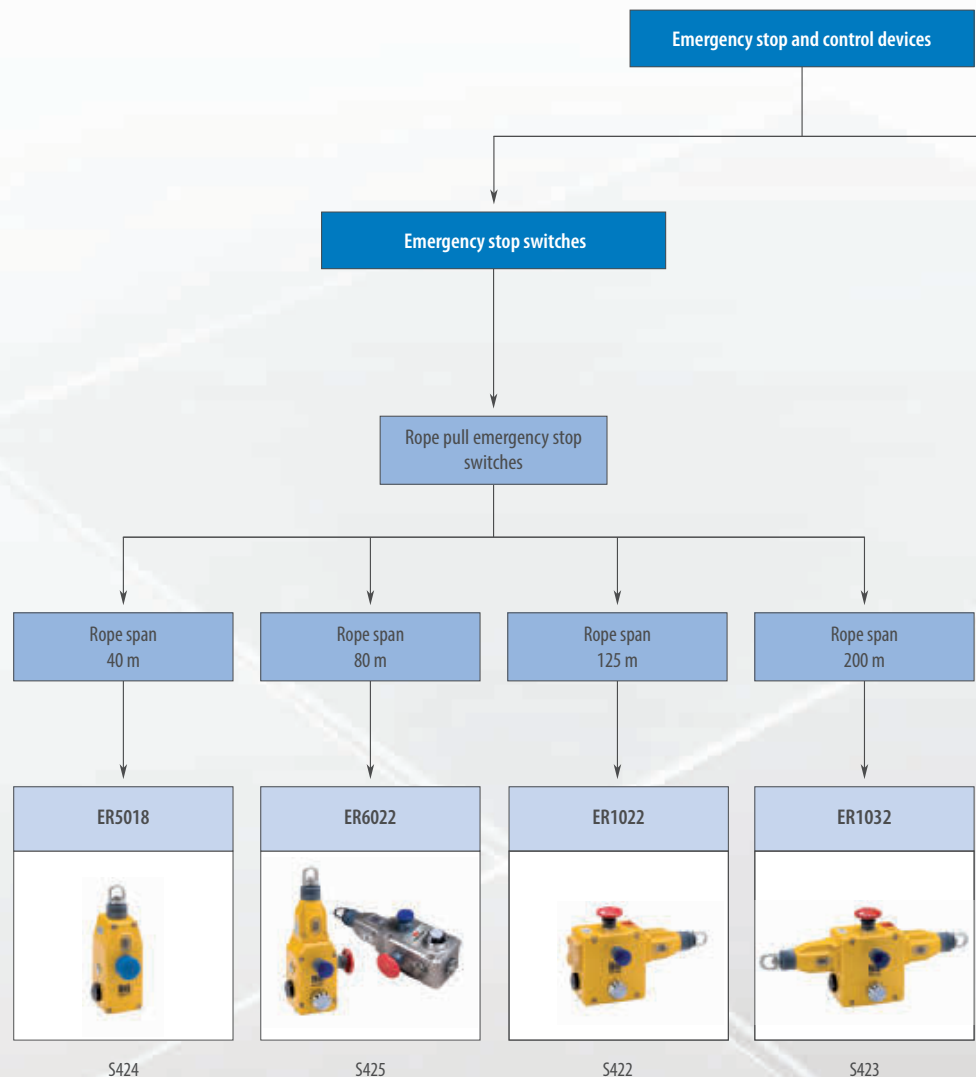 Emergency stop and control devices
Emergency stop switches
Rope pull emergency stop
switches
Rope span
40 m
Rope span
80 m
Rope span
125 m
Rope span
200 m
ER5018
ER6022
ER1022
ER1032
S424
S425
S422
S423